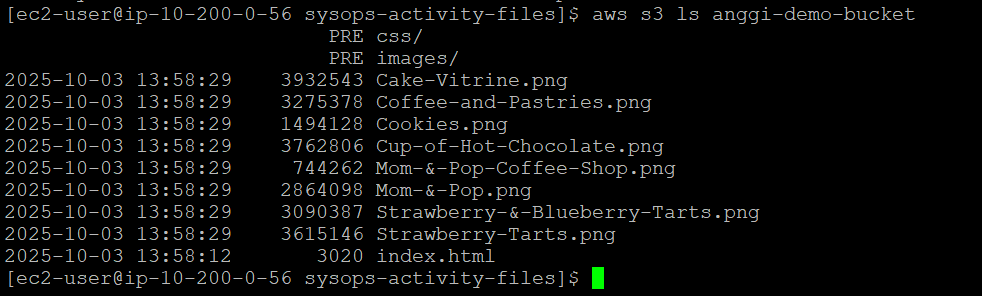 [ec2-user@ip-10-200-0-56 sysops-activity-files]$ aws s3 ls anggi-demo-bucket
                           PRE css/
                           PRE images/
2025-10-03 13:58:29    3932543 Cake-Vitrine.png
2025-10-03 13:58:29    3275378 Coffee-and-Pastries.png
2025-10-03 13:58:29    1494128 Cookies.png
2025-10-03 13:58:29    3762806 Cup-of-Hot-Chocolate.png
2025-10-03 13:58:29     744262 Mom-&-Pop-Coffee-Shop.png
2025-10-03 13:58:29    2864098 Mom-&-Pop.png
2025-10-03 13:58:29    3090387 Strawberry-&-Blueberry-Tarts.png
2025-10-03 13:58:29    3615146 Strawberry-Tarts.png
2025-10-03 13:58:12       3020 index.html
[ec2-user@ip-10-200-0-56 sysops-activity-files]$